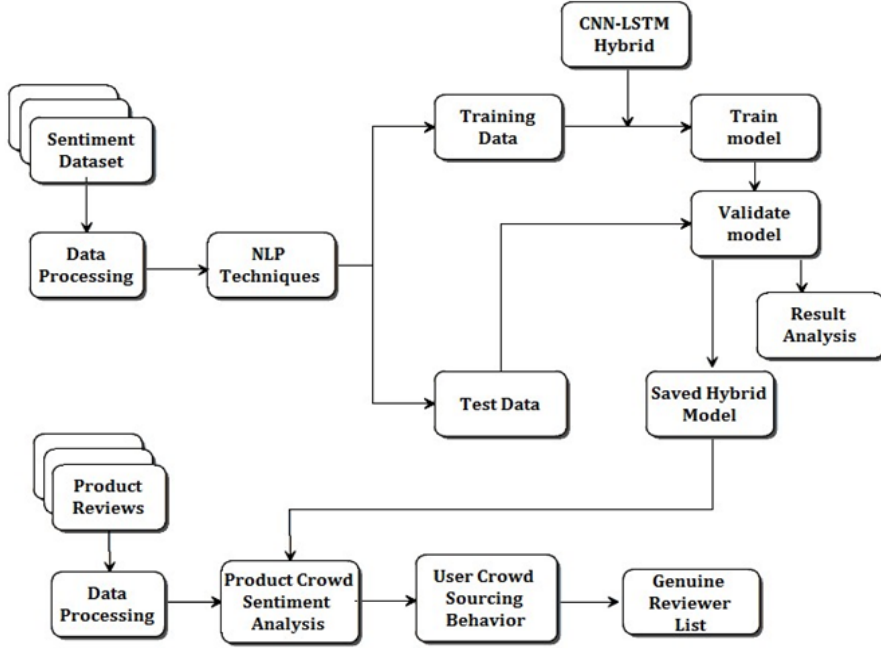 CNN-LSTM
Hybrid
Sentiment
Dataset
Training
Data
Train
model
Data
Processing
NLP
Techniques
Validate
model
Result
Analysis
Test Data
Saved Hybrid
Model
Product
Reviews
Data
Processing
Product Crowd
Sentiment
Analysis
User Crowd
Sourcing
Behavior
Genuine
Reviewer
List